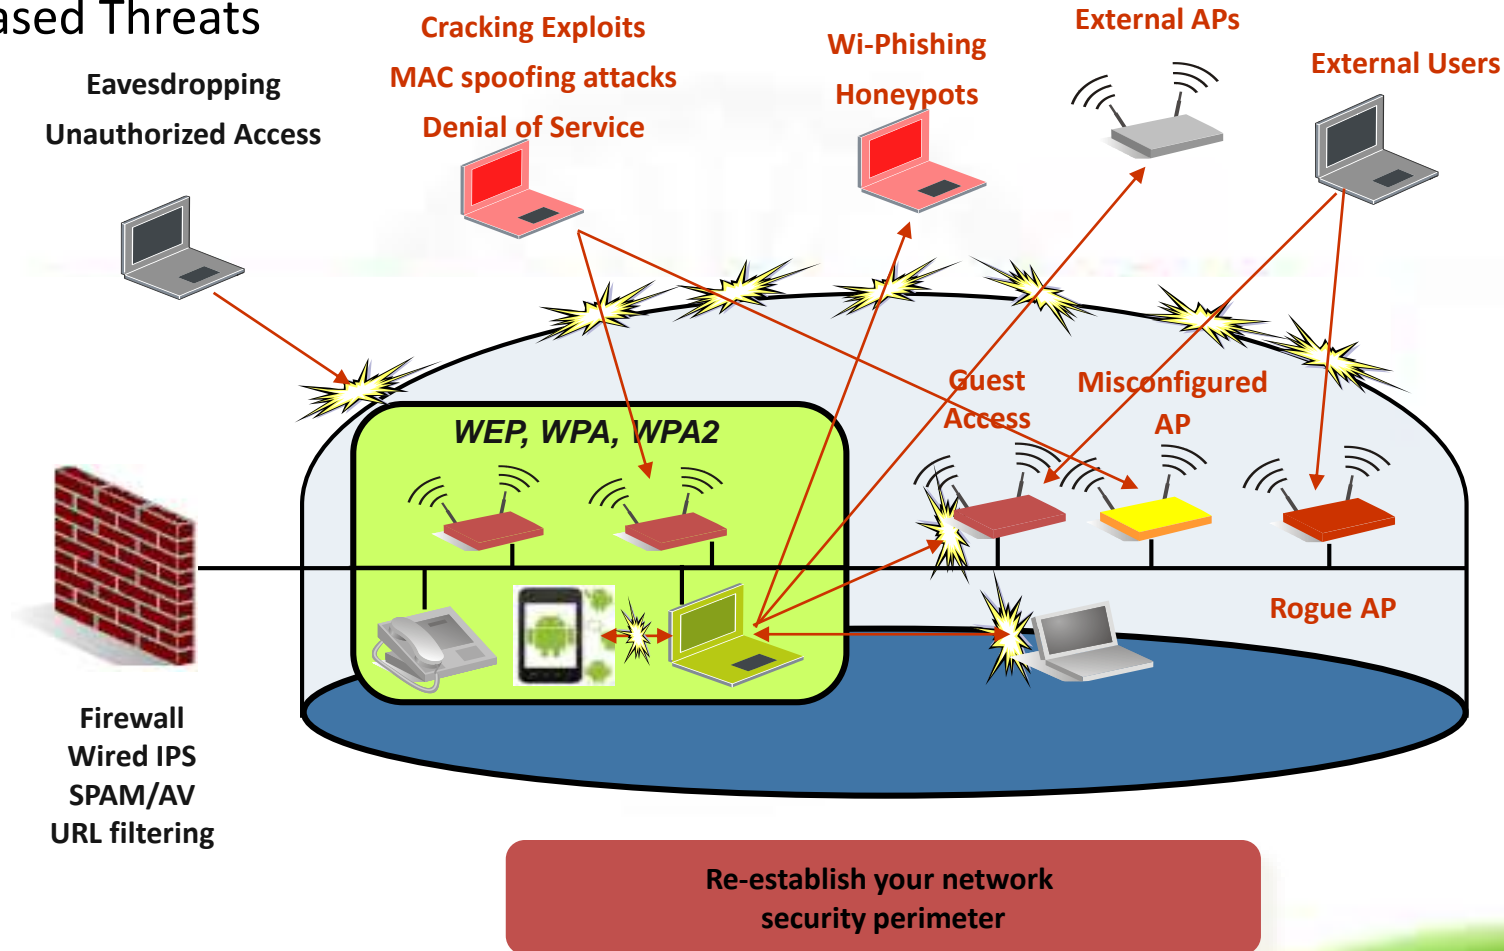 ased Threats
Eavesdropping
Unauthorized Access
Cracking Exploits
MAC spoofing attacks
Denial of Service
Wi-Phishing
Honeypots
External APs
External Users
Guest
Access
Misconfigured
AP
WEP, WPA, WPA2
Rogue AP
Firewall
Wired IPS
SPAM/AV
URL filtering
Re-establish your network
security perimeter